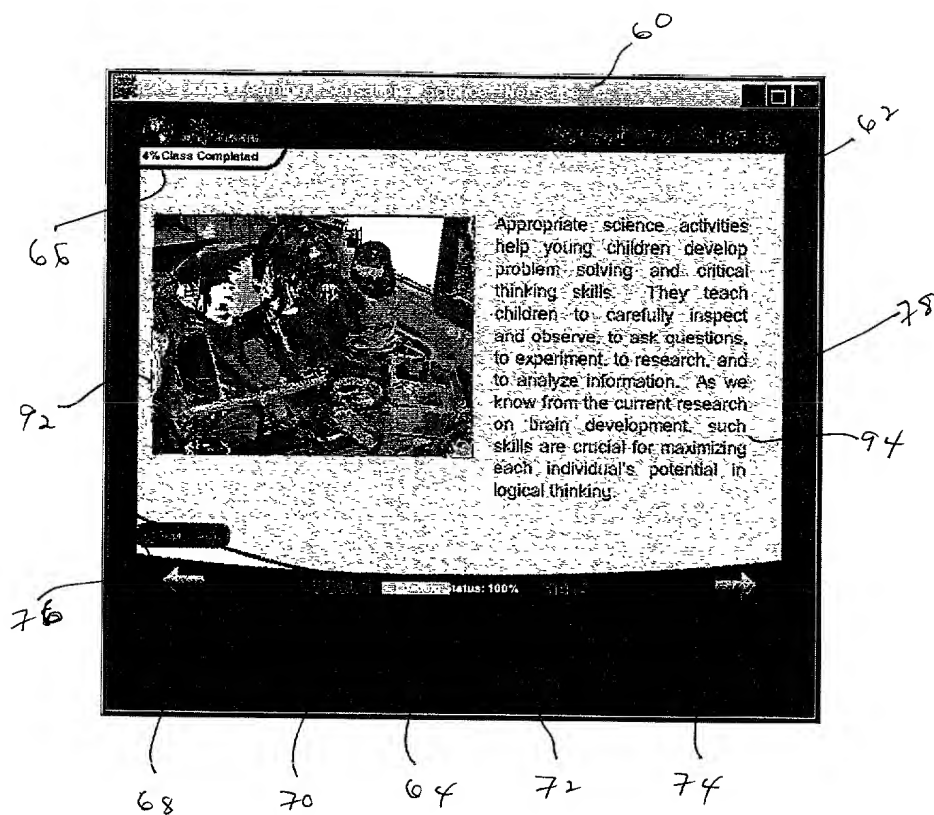 60
62
4% Class Completed
66
Appropriate science activities
help young children develop
problem solving and critical
thinking skills. They teach
children to carefully inspect
and observe, to ask questions,
to experiment, to research, and
to analyze information. As we
know from the current research
on brain development, such
skills are crucial for maximizing
each individual's potential in
logical thinking.
78
92
94
tatus: 100%
76
68
70
64
72
74